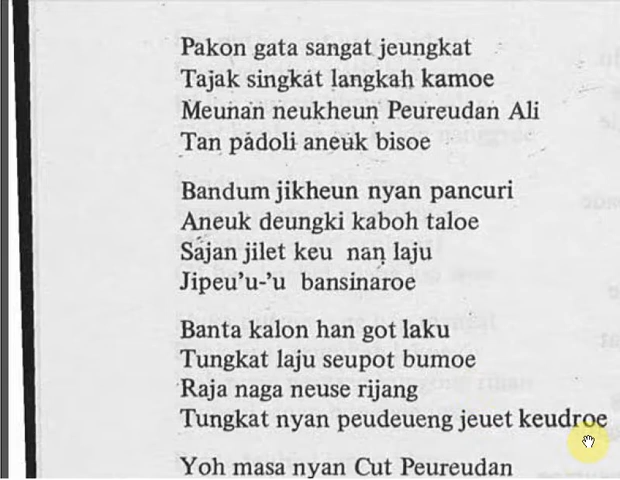 Pakon gata sangat jeungkat
Tajak singkat langkah kamoe
Meunan neukheun Peureudan Ali
Tan padoli aneuk bisoe
Bandum jikheun nyan pancuri
Aneuk deungki kaboh taloe
Sajan jilet keu nan laju
Jipeu'u-'u bansinaroe
Banta kalon han got laku
Tungkat laju seupot bumoe
Raja naga neuse rijang
Tungkat nyan peudeueng jeuet keudroe
Yoh masa nyan Cut Peureudan